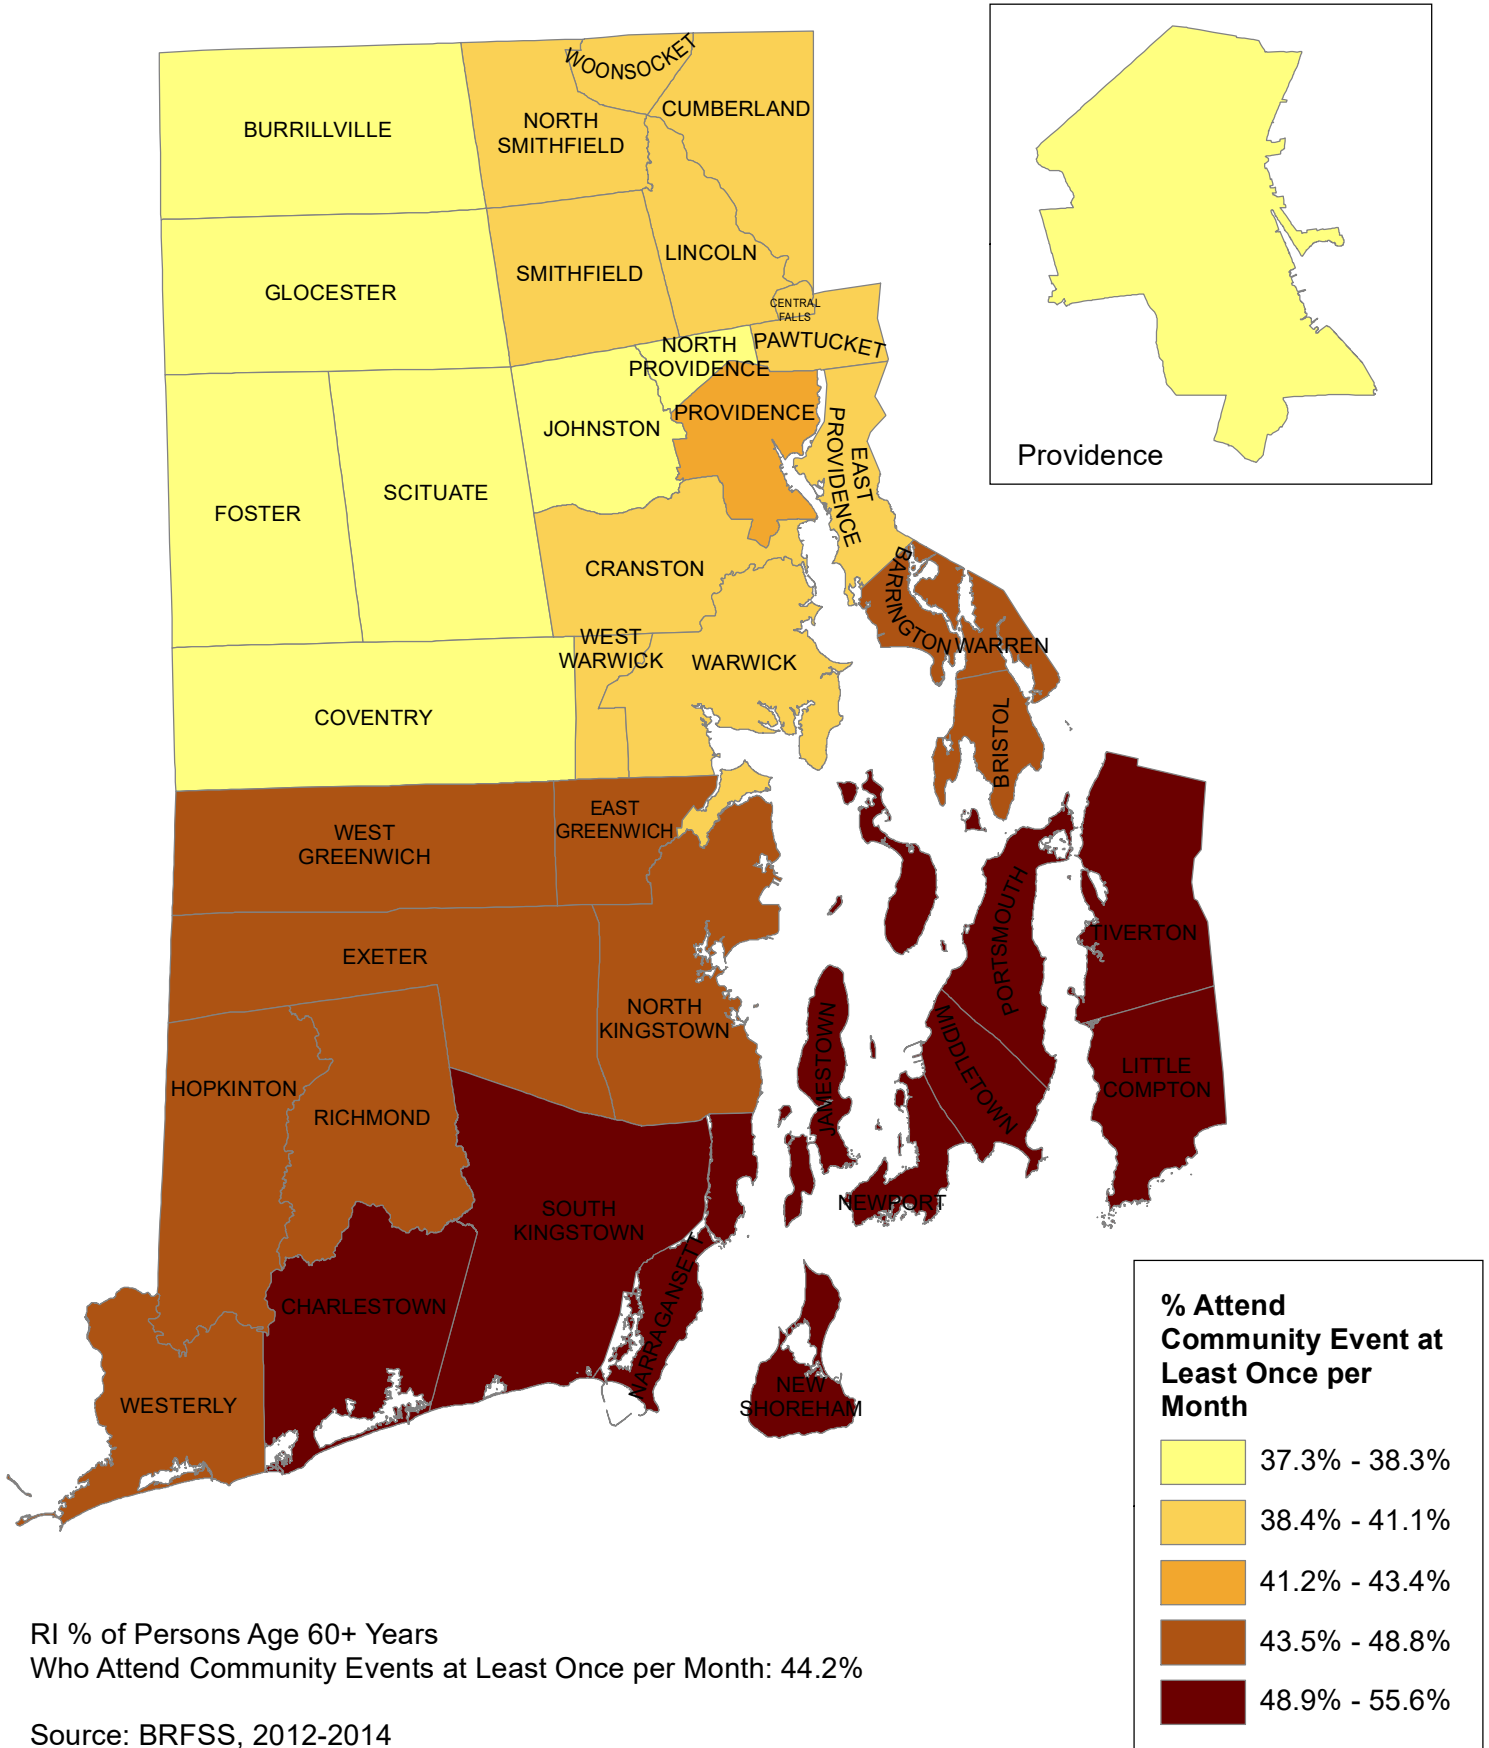 WOONSOCKET
CUMBERLAND
BURRILLVILLE
NORTH
SMITHFIELD
LINCOLN
SMITHFIELD
GLOCESTER
CENTRAL
FALLS
NORTH
PROVIDENCE
PAWTUCKET
PROVIDENCE
JOHNSTON
EAST
PROVIDENCE
SCITUATE
FOSTER
CRANSTON
BARRINGTON
WARREN
WEST
WARWICK
WARWICK
COVENTRY
BRISTOL
EAST
GREENWICH
WEST
GREENWICH
PORTSMOUTH
TIVERTON
EXETER
NORTH
KINGSTOWN
JAMESTOWN
MIDDLETOWN
LITTLE
COMPTON
HOPKINTON
RICHMOND
SOUTH
KINGSTOWN
NEWPORT
NARRAGANSETT
CHARLESTOWN
NEW
SHOREHAM
WESTERLY
Providence
% Attend
Community Event at
Least Once per
Month
37.3% - 38.3%
38.4% - 41.1%
41.2% - 43.4%
43.5% - 48.8%
48.9% - 55.6%
RI % of Persons Age 60+ Years
Who Attend Community Events at Least Once per Month: 44.2%
Source: BRFSS, 2012-2014